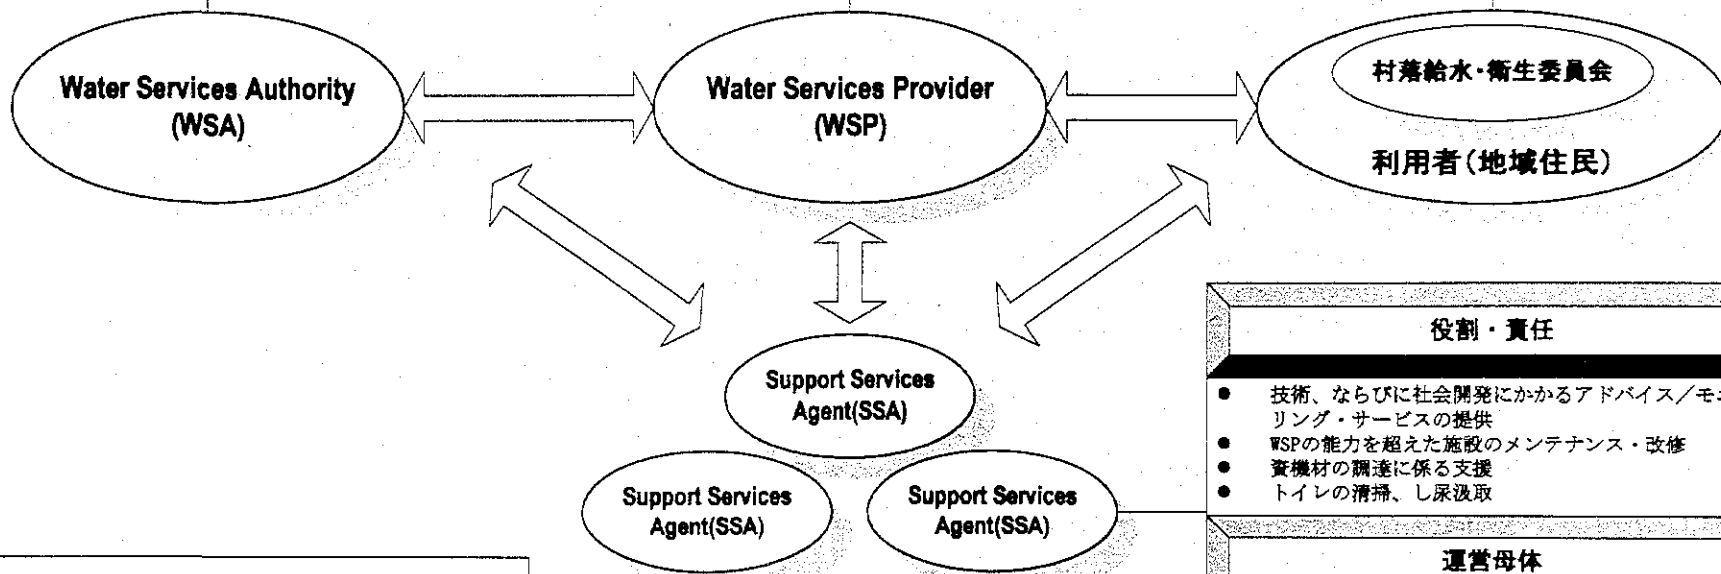 Water Services Authority
(WSA)
Water Services Provider
(WSP)
村落給水・衛生委員会
利用者(地域住民)
Support Services
Agent(SSA)
Support Services
Agent(SSA)
Support Services
Agent(SSA)
役割・責任
● 技術、ならびに社会開発にかかるアドバイス／モニ
リング・サービスの提供
● WSPの能力を超えた施設のメンテナンス・改修
● 資機材の調達に係る支援
● トイレの清掃、し尿汲取
運営母体